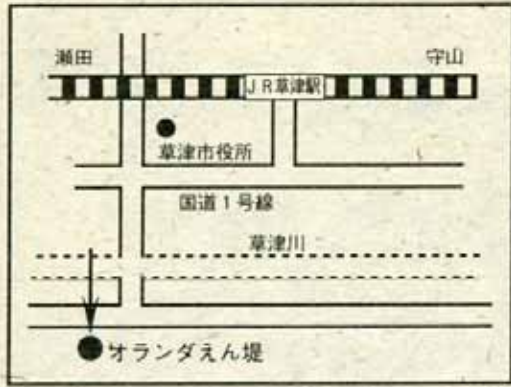 瀬田
守山
JR草津駅
草津市役所
国道1号線
草津川
オランダえん堤